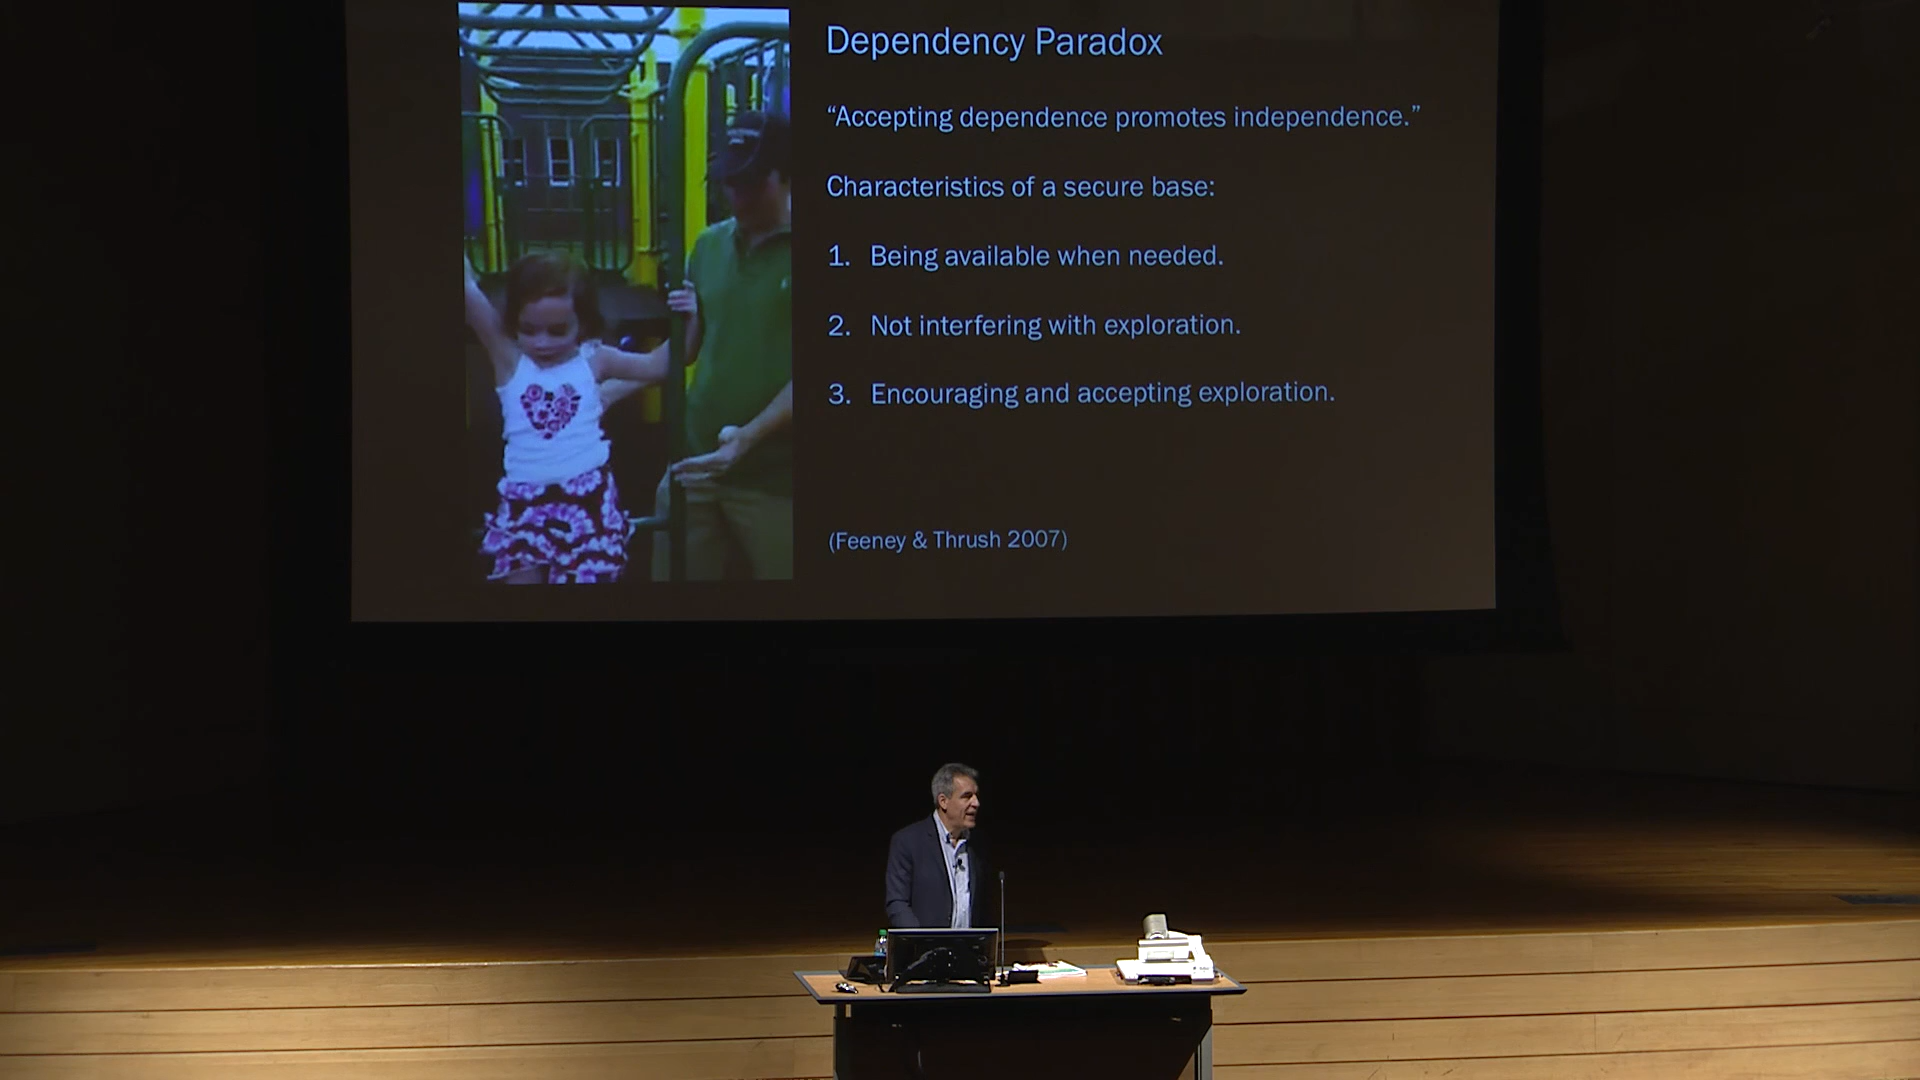 Dependency Paradox
“Accepting dependence promotes independence.”
Characteristics of a secure base:
1. Being available when needed.
2. Not interfering with exploration.
3. Encouraging and accepting exploration.
(Feeney & Thrush 2007)